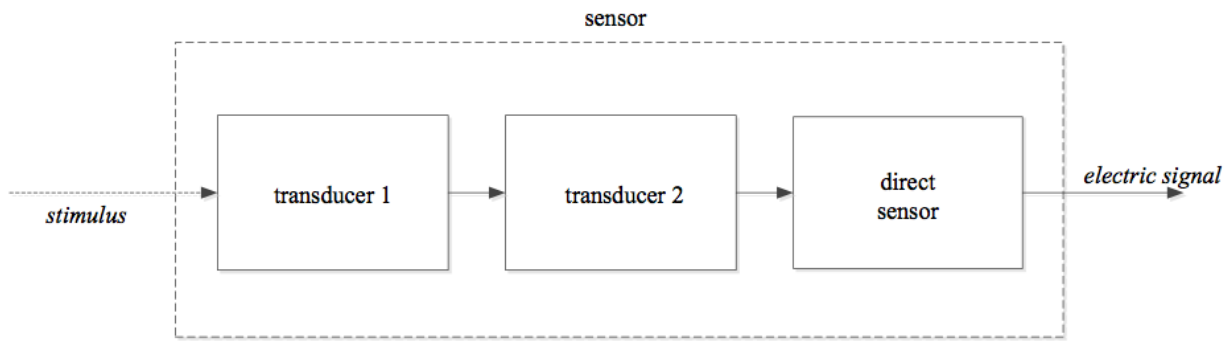 sensor
stimulus
transducer 1
transducer 2
direct
sensor
electric signal